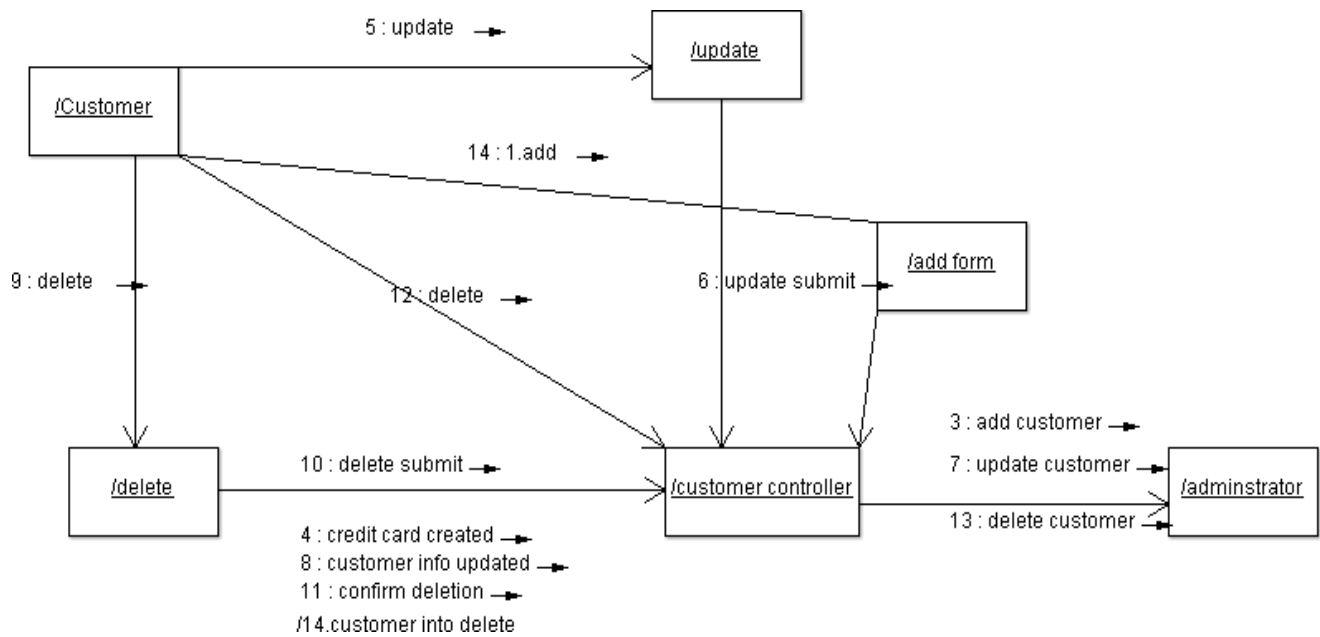 5 : update
/update
/Customer
14 : 1.add
/add form
9 : delete
12 : delete
6 : update submit
3 : add customer
10 : delete submit
7 : update customer
/delete
/customer controller
/adminstrator
13 : delete customer
4 : credit card created
8 : customer info updated
11 : confirm deletion
/14.customer into delete